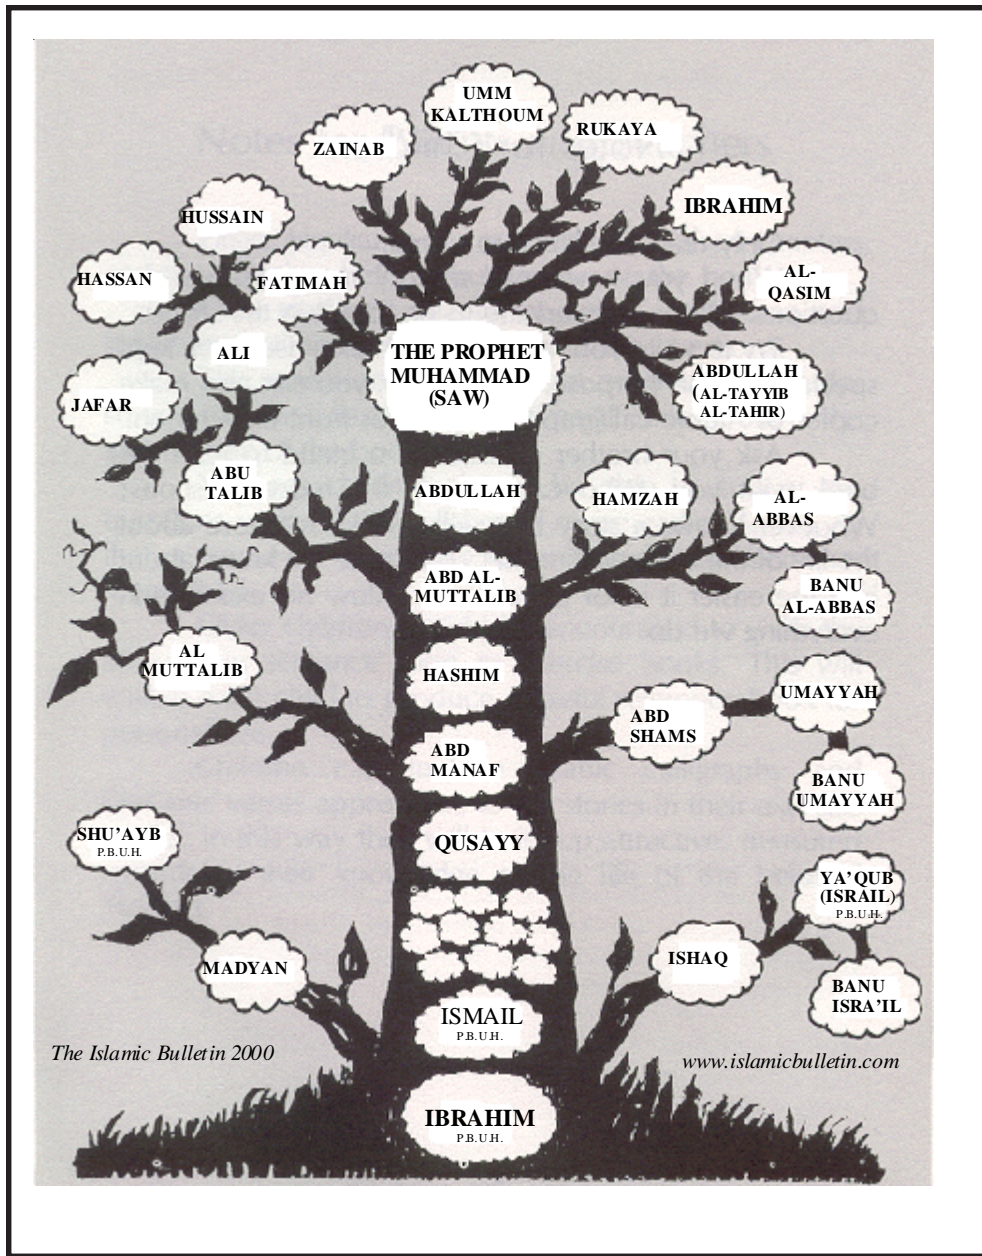 UMM
KALTHOUM
RUKAYA
ZAINAB
IBRAHIM
HUSSAIN
AL-
QASIM
HASSAN
FATIMAH
ALI
THE PROPHET
MUHAMMAD
(SAW)
ABDULLAH
(AL-TAYYIB
AL-TAHIR)
JAFAR
ABU
TALIB
ABDULLAH
HAMZAH
AL-
ABBAS
ABD AL-
MUTTALIB
BANU
AL-ABBAS
AL
MUTTALIB
HASHIM
UMAYYAH
ABD
SHAMS
ABD
MANAF
BANU
UMAYYAH
SHU'AYB
P.B.U.H.
QUSAYY
YA'QUB
(ISRAIL)
P.B.U.H.
MADYAN
ISHAQ
BANU
ISRA'IL
ISMAIL
P.B.U.H.
The Islamic Bulletin 2000
www.islamicbulletin.com
IBRAHIM
P.B.U.H.